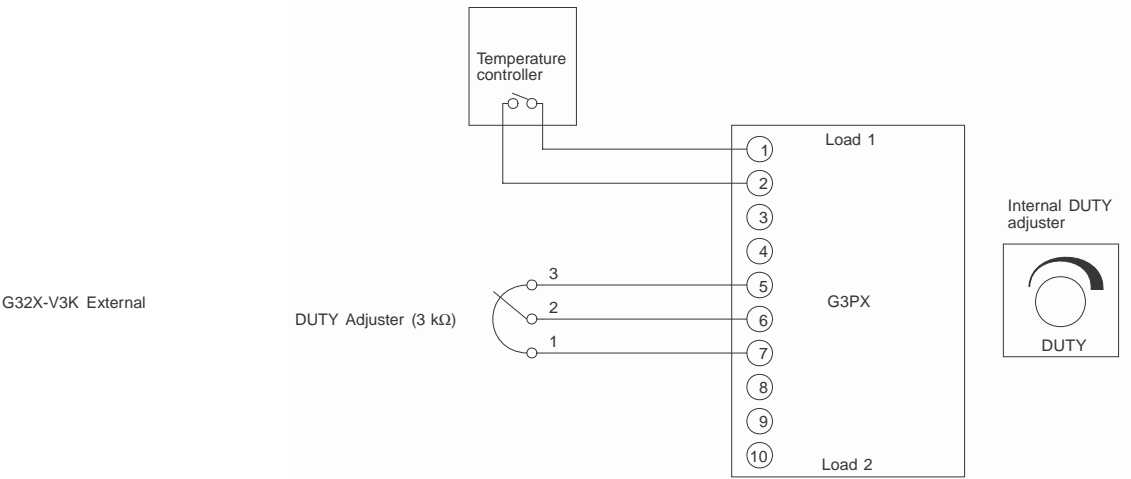 Temperature
controller
Load 1
1
2
3
4
5
6
7
8
9
10
G3PX
Load 2
Internal DUTY
adjuster
DUTY
G32X-V3K External
DUTY Adjuster (3 kΩ)
3
2
1